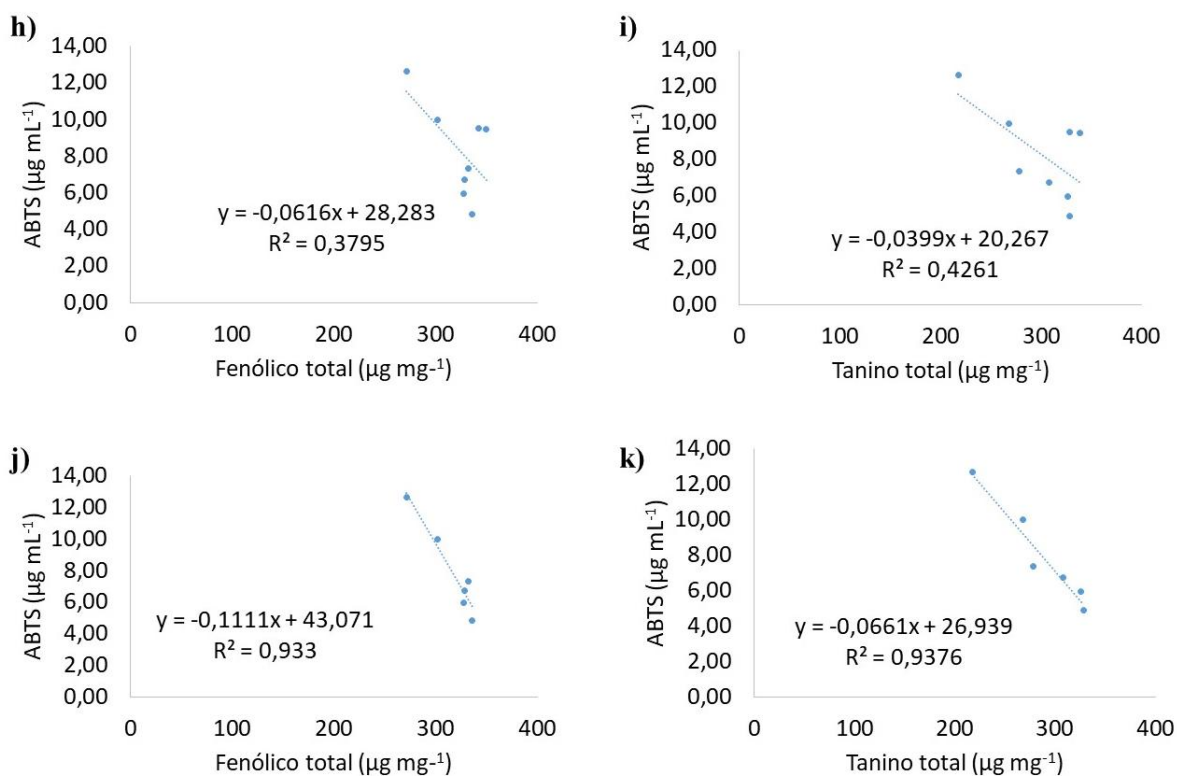 h)
14,00
12,00
10,00
8,00
6,00
4,00
2,00
0,00
ABTS (µg mL⁻¹)
y = -0,0616x + 28,283
R² = 0,3795
0 100 200 300 400
Fenólico total (µg mg-¹)
i)
14,00
12,00
10,00
8,00
6,00
4,00
2,00
0,00
ABTS (µg mL⁻¹)
y = -0,0399x + 20,267
R² = 0,4261
0 100 200 300 400
Tanino total (µg mg⁻¹)
j)
14,00
12,00
10,00
8,00
6,00
4,00
2,00
0,00
ABTS (µg mL⁻¹)
y = -0,1111x + 43,071
R² = 0,933
0 100 200 300 400
Fenólico total (µg mg-¹)
k)
14,00
12,00
10,00
8,00
6,00
4,00
2,00
0,00
ABTS (µg mL⁻¹)
y = -0,0661x + 26,939
R² = 0,9376
0 100 200 300 400
Tanino total (µg mg⁻¹)